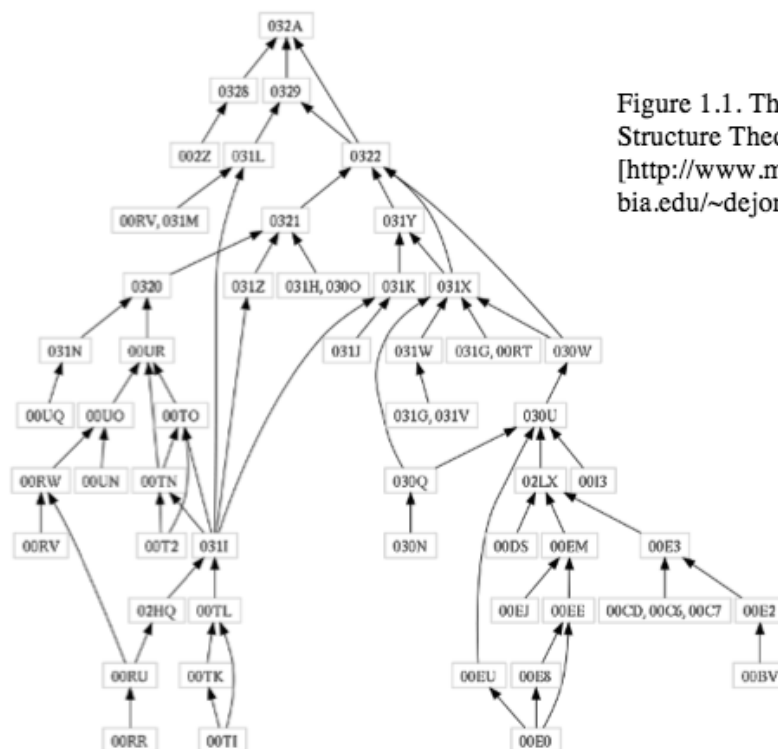 032A
0328 0329
Figure 1.1. Th
Structure Theo
[http://www.m
bia.edu/~dejon
002Z 031L 0322
00RV, 031M 0321 031Y
0320 031Z 031H, 030O 031K 031X
031N 00UR 031J 031W 031G, 00RT 030W
00UQ 00UO 00TO 031G, 031V 030U
00RW 00UN 00TN 030Q 02LX 00I3
00RV 00T2 031I 030N 00DS 00EM 00E3
02HQ 00TL 00EJ 00EE 00CD, 00C6, 00C7 00E2
00RU 00TK 00EU 00E8 00BV
00RR 00TI 00E0